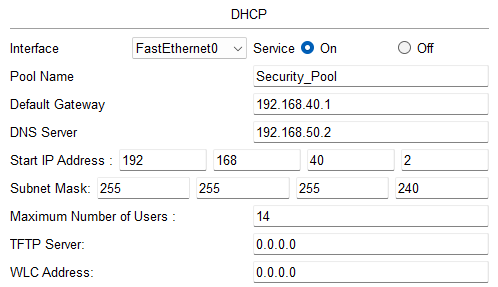 DHCP
Interface FastEthernet0 Service On Off
Pool Name Security_Pool
Default Gateway 192.168.40.1
DNS Server 192.168.50.2
Start IP Address : 192 168 40 2
Subnet Mask: 255 255 255 240
Maximum Number of Users : 14
TFTP Server: 0.0.0.0
WLC Address: 0.0.0.0